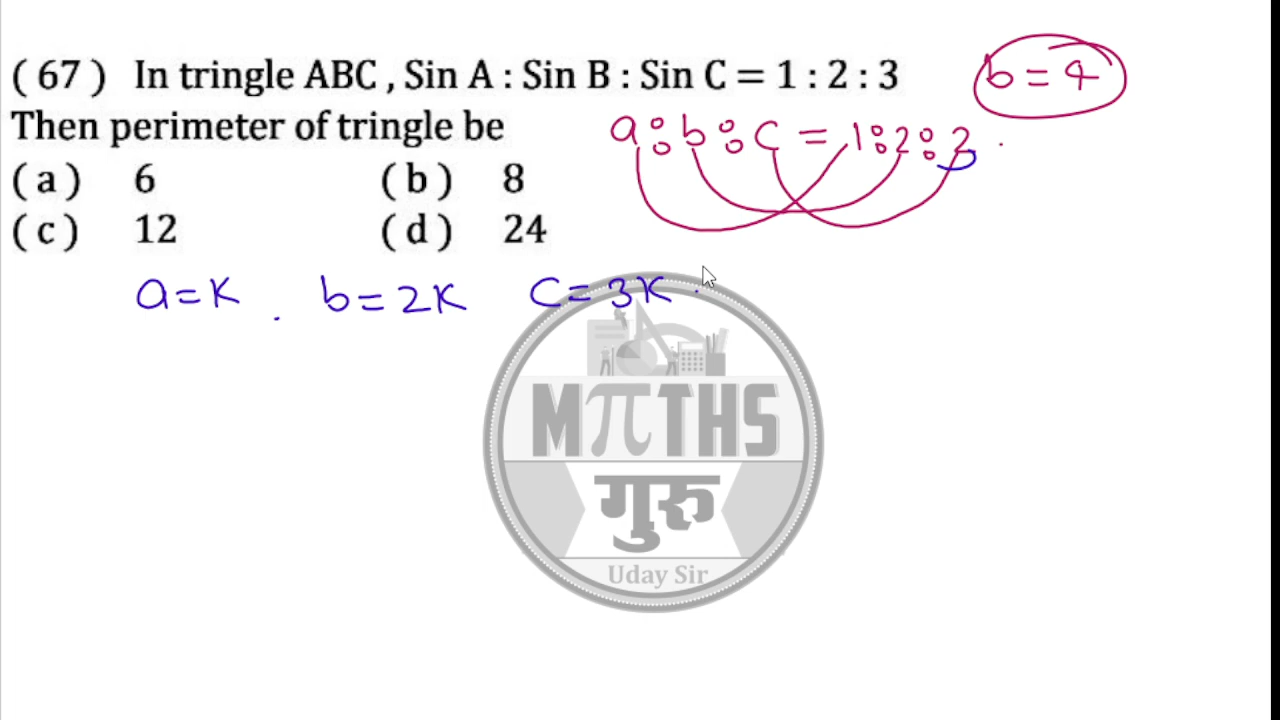 ( 67 ) In tringle ABC , Sin A : Sin B : Sin C = 1 : 2 : 3
b = 4
Then perimeter of tringle be
a : b : c = 1 : 2 : 3
( a ) 6 ( b ) 8
( c ) 12 ( d ) 24
a = K . b = 2K c = 3K .
MπTHS
गुरू
Uday Sir